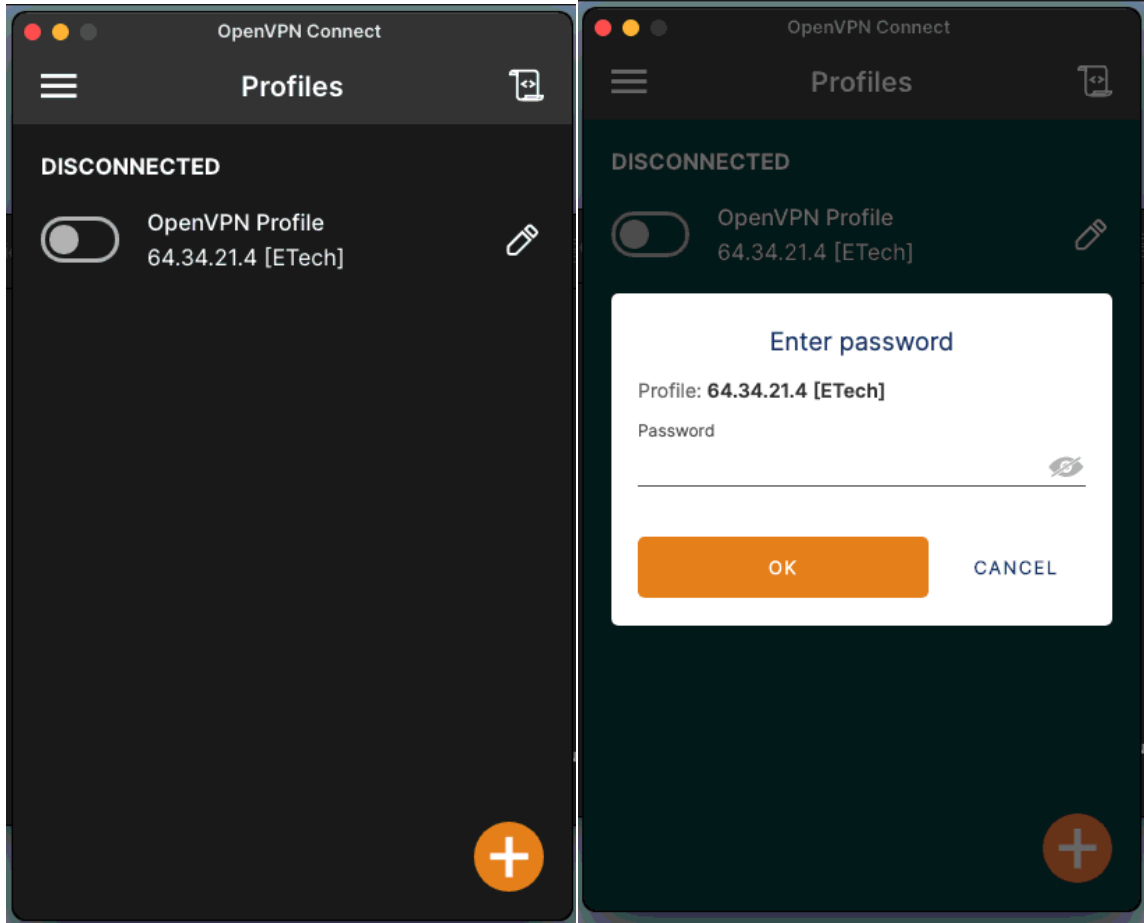 OpenVPN Connect
Profiles
DISCONNECTED
OpenVPN Profile
64.34.21.4 [ETech]
OpenVPN Connect
Profiles
DISCONNECTED
OpenVPN Profile
64.34.21.4 [ETech]
Enter password
Profile: 64.34.21.4 [ETech]
Password
OK
CANCEL